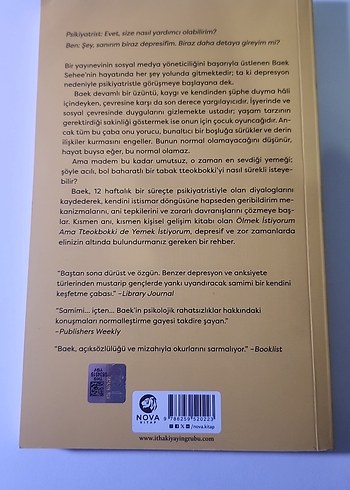 Psikiyatrist: Evet, size nasıl yardımcı olabilirim?
Ben: Şey, sanırım biraz depresifim. Biraz daha detaya gireyim mi?
Bir yayınevinin sosyal medya yöneticiliğini başarıyla üstlenen Baek
Sehee'nin hayatında her şey yolunda gitmektedir; ta ki depresyon
nedeniyle psikiyatristle görüşmeye başlayana dek.
Baek devamlı bir üzüntü, kaygı ve kendinden şüphe duyma hâli
içindeyken, çevresine karşı da son derece yargılayıcıdır. İşyerinde ve
sosyal çevresinde duygularını gizlemekte ustadır; yaşam tarzının
gerektirdiği sakinliği göstermek ise onun için çocuk oyuncağıdır. An-
cak tüm bu çaba onu yorucu, bunaltıcı bir boşluğa sürükler ve derin
ilişkiler kurmasını engeller. Bunun normal olamayacağını düşünür,
hayat buysa eğer, bu normal olamaz.
Ama madem bu kadar umutsuz, o zaman en sevdiği yemeği;
şöyle acılı, bol baharatlı bir tabak tteokbokki'yi nasıl sürekli isteye-
bilir?
Baek, 12 haftalık bir süreçte psikiyatristiyle olan diyaloglarını
kaydederek, kendini istismar döngüsüne hapseden geribildirim me-
kanizmalarını, ani tepkilerini ve zararlı davranışlarını çözmeye baş-
lar. Kısmen anı, kısmen kişisel gelişim kitabı olan Ölmek İstiyorum
Ama Tteokbokki de Yemek İstiyorum, depresif ve zor zamanlarda
elinizin altında bulundurmanız gereken bir rehber.
"Baştan sona dürüst ve özgün. Benzer depresyon ve anksiyete
türlerinden mustarip gençlerde yankı uyandıracak samimi bir kendini
keşfetme çabası." –Library Journal
"Samimi... içten... Baek'in psikolojik rahatsızlıklar hakkındaki
konuşmaları normalleştirme gayesi takdire şayan."
–Publishers Weekly
"Baek, açıksözlülüğü ve mizahıyla okurlarını sarmalıyor." –Booklist
NOVA
KİTAP
9 786259 520223
/nova.kitap
www.ithakiyayingrubu.com